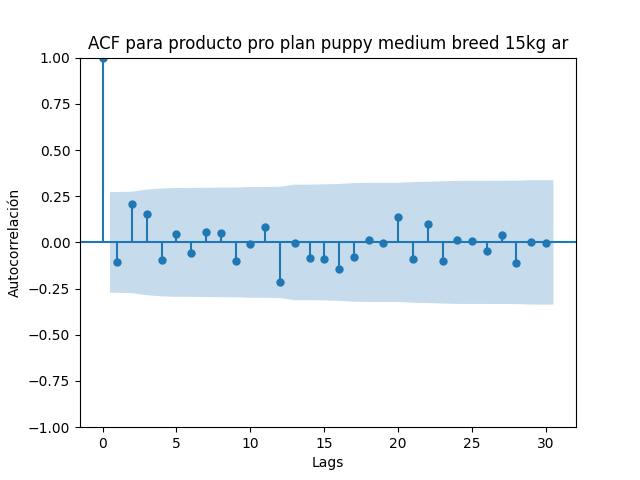 ACF para producto pro plan puppy medium breed 15kg ar
1.00
0.75
0.50
0.25
0.00
−0.25
−0.50
−0.75
−1.00
Autocorrelación
0 5 10 15 20 25 30
Lags